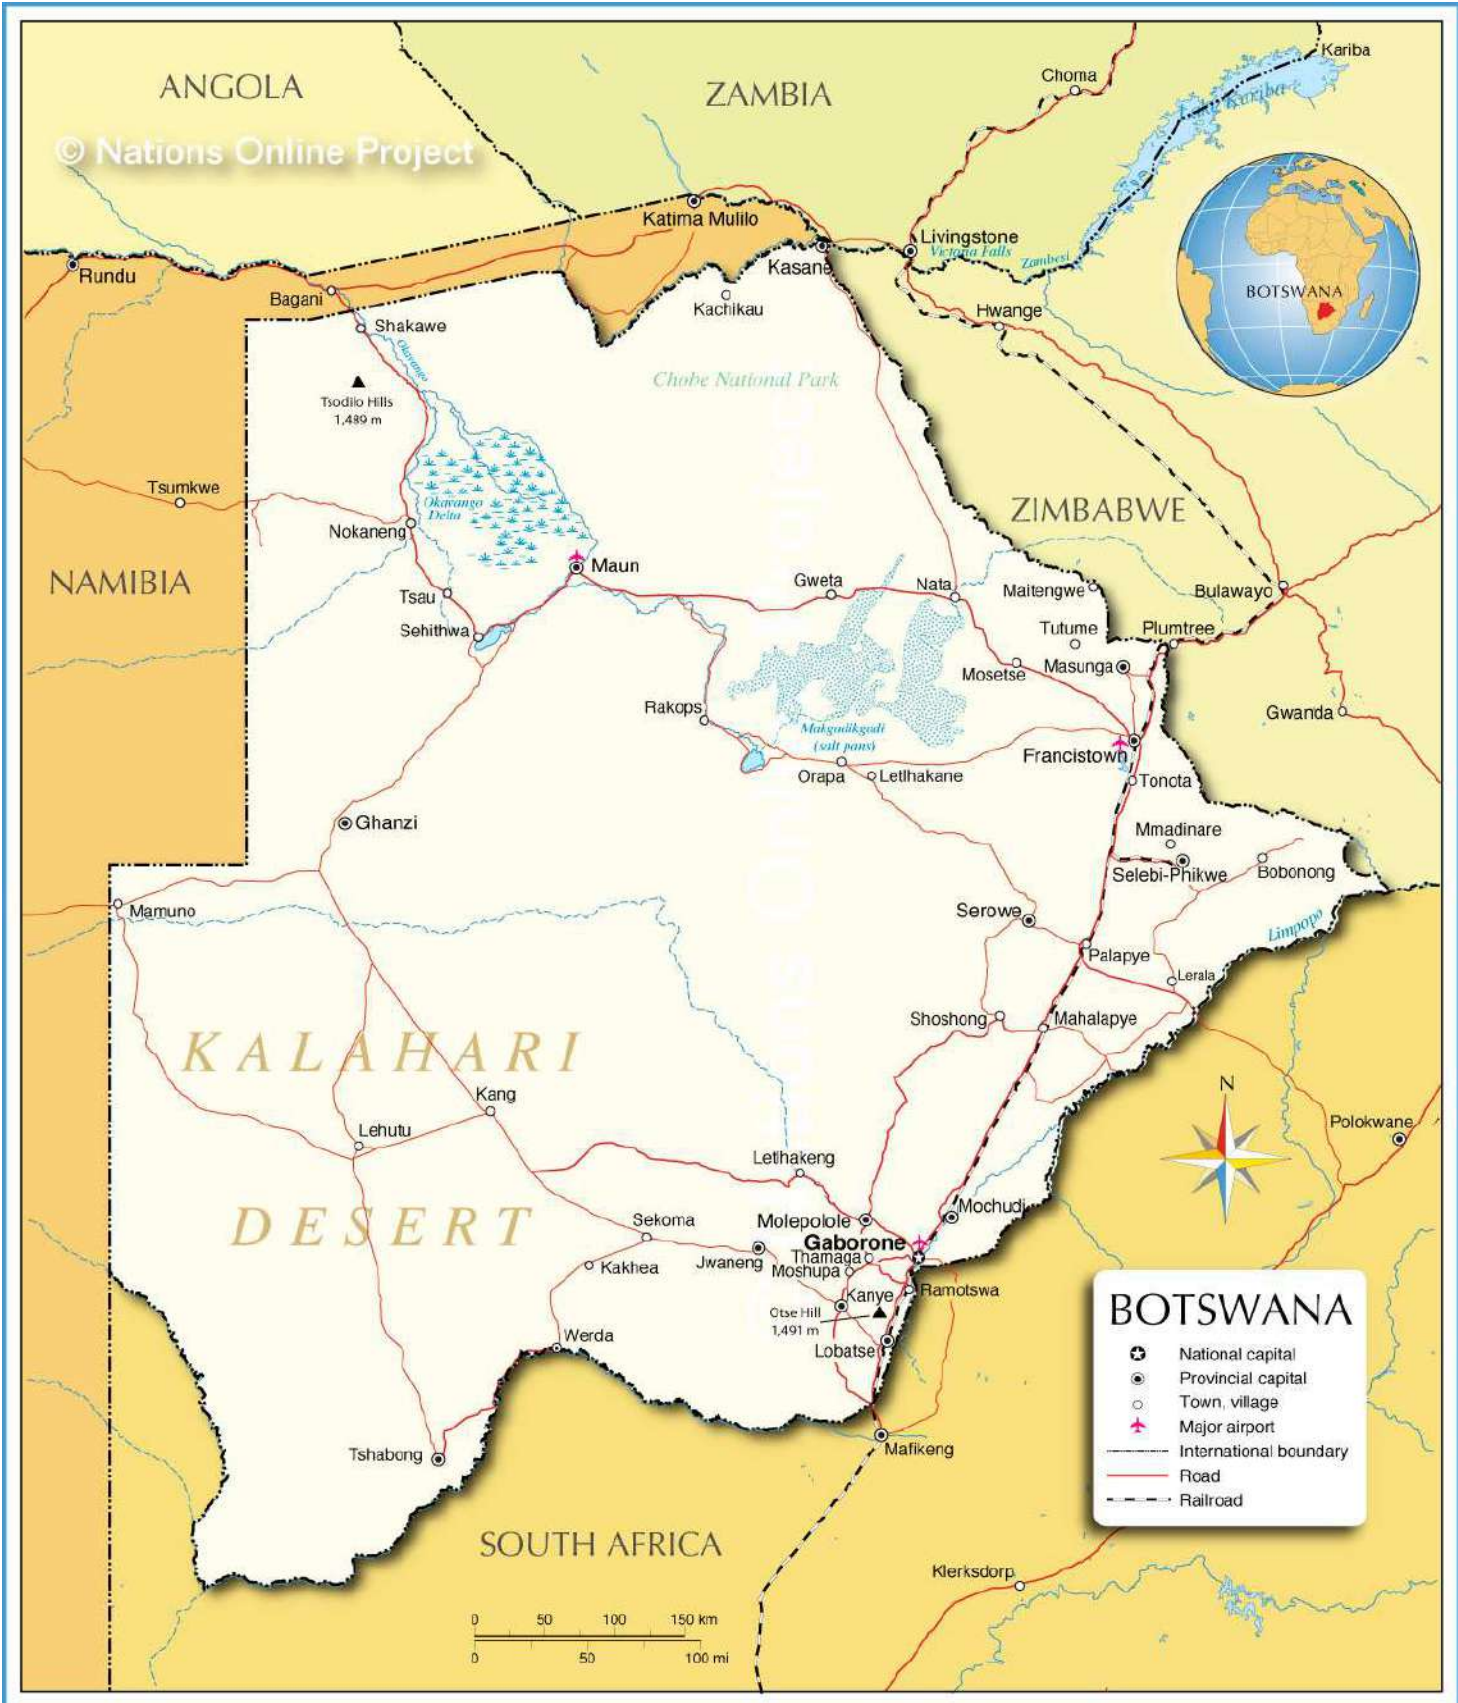 Kariba
Choma
ANGOLA
ZAMBIA
Lake Kariba
© Nations Online Project
Katima Mulilo
Livingstone
Victoria Falls
Zambesi
Rundu
Kasane
Bagani
Kachikau
Hwange
BOTSWANA
Shakawe
Okavango
Chobe National Park
Tsodilo Hills
1,489 m
Tsumkwe
Okavango
Delta
ZIMBABWE
Nokaneng
Maun
NAMIBIA
Gweta
Nata
Maitengwe
Bulawayo
Tsau
Sehithwa
Tutume
Plumtree
Mosetse
Masunga
Rakops
Gwanda
Makgadikgadi
(salt pans)
Francistown
Orapa
Letlhakane
Tonota
Ghanzi
Mmadinare
Selebi-Phikwe
Bobonong
Mamuno
Serowe
Limpopo
Palapye
Lerala
Shoshong
Mahalapye
KALAHARI
Kang
N
Lehutu
Polokwane
Letlhakeng
DESERT
Sekoma
Molepolole
Mochudi
Gaborone
Jwaneng
Thamaga
Kakhea
Moshupa
Kanye
Ramotswa
Otse Hill
1,491 m
Werda
Lobatse
Tshabong
Mafikeng
BOTSWANA
National capital
Provincial capital
Town, village
Major airport
International boundary
Road
Railroad
SOUTH AFRICA
Klerksdorp
0 50 100 150 km
0 50 100 mi